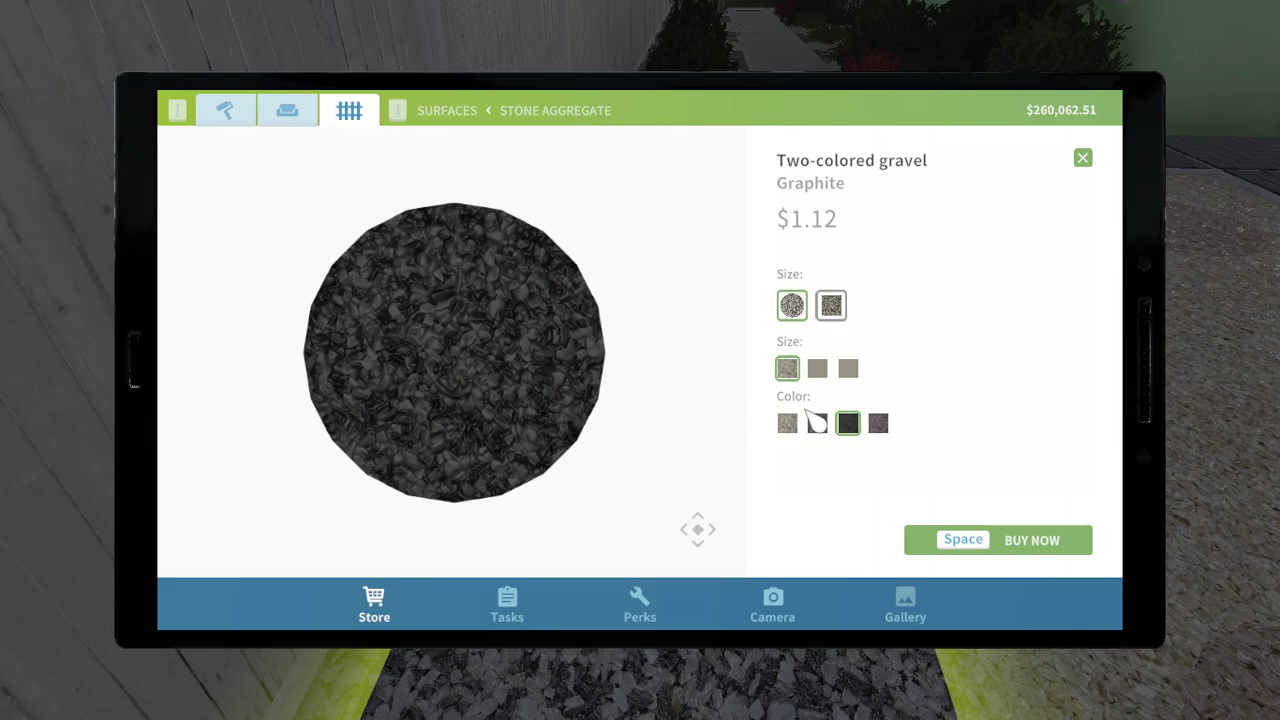 SURFACES < STONE AGGREGATE
$260,062.51
Two-colored gravel
Graphite
$1.12
Size:
Size:
Color:
Space BUY NOW
Store
Tasks
Perks
Camera
Gallery